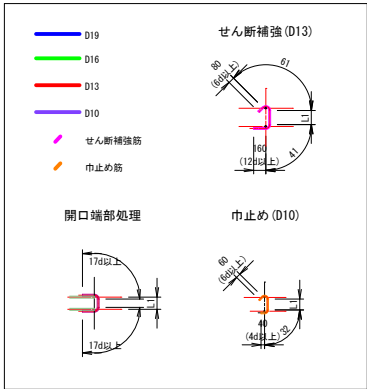 D19
D16
D13
D10
せん断補強筋
巾止め筋
せん断補強(D13)
80
(6d以上)
61
L1
160
(12d以上)
41
開口端部処理
17d以上
L1
17d以上
巾止め(D10)
60
(6d以上)
L1
40
(4d以上)
32